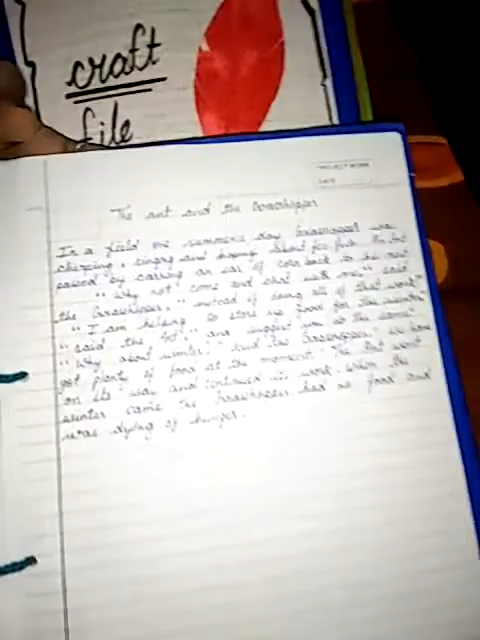 craft
file
PROJECT WORK
DATE
The ant and the Grasshopper
In a field one summer's day Grasshopper was
chirping, singing and hopping about for fun. An Ant
passed by carrying an ear of corn back to his nest
"Why not come and chat with me," said
the Grasshopper, "instead of doing all of that work"
"I am helping to store up food for the winter"
"said the Ant," and suggest you do the same"
"Why about winter." said the Grasshopper. We have
got plenty of food at the moment." The Ant went
on its way and continued its work. When the
winter came the Grasshopper had no food and
was dying of hunger.